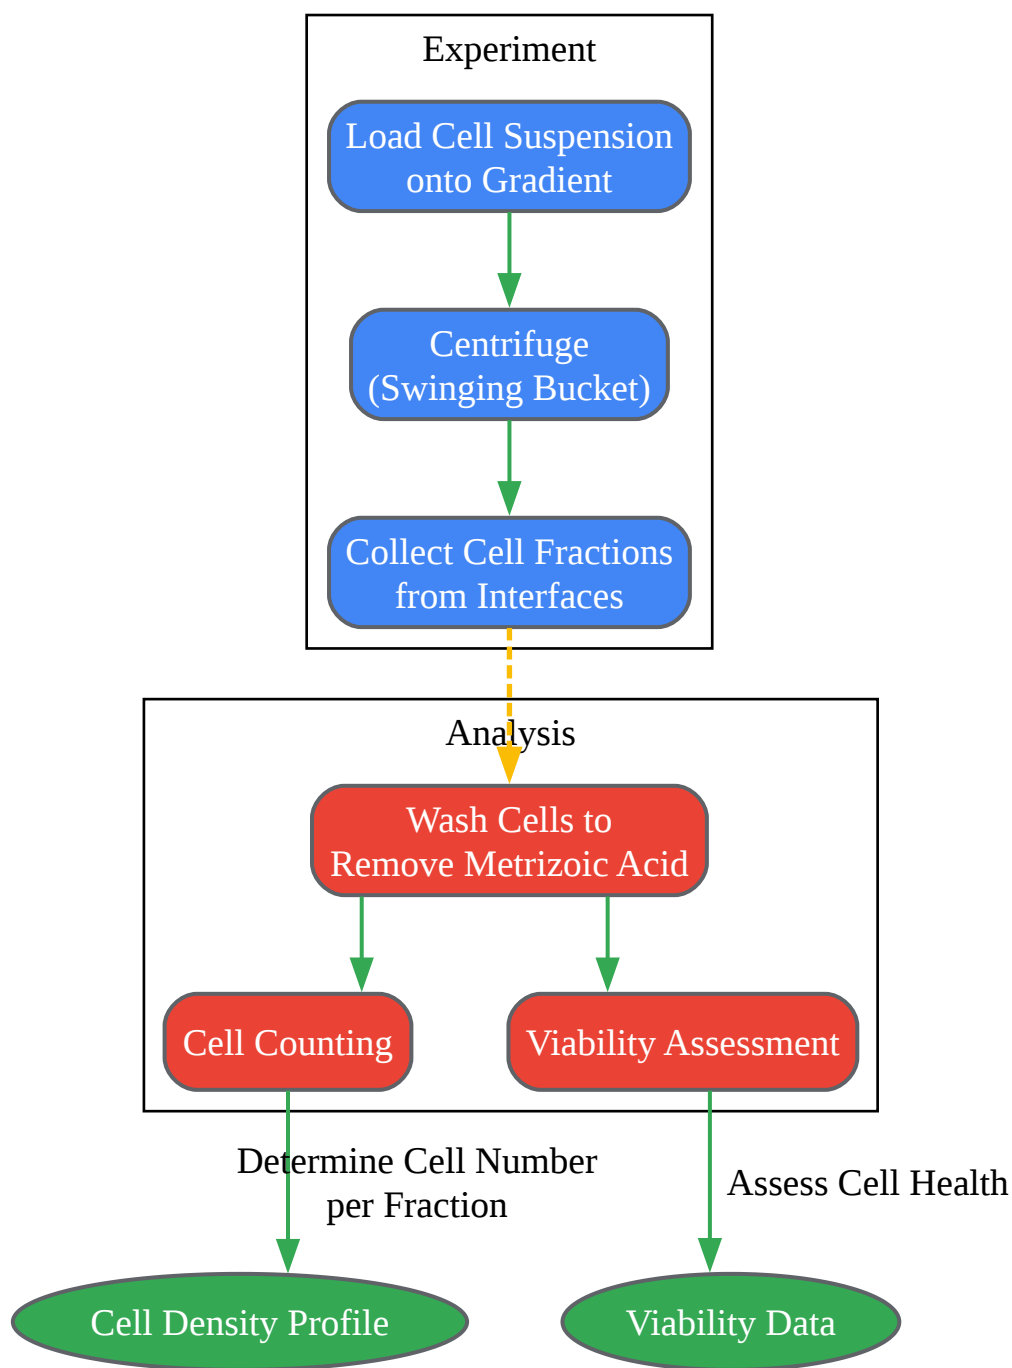 Experiment
Load Cell Suspension
onto Gradient
Centrifuge
(Swinging Bucket)
Collect Cell Fractions
from Interfaces
Analysis
Wash Cells to
Remove Metrizoic Acid
Cell Counting
Viability Assessment
Determine Cell Number
per Fraction
Assess Cell Health
Cell Density Profile
Viability Data